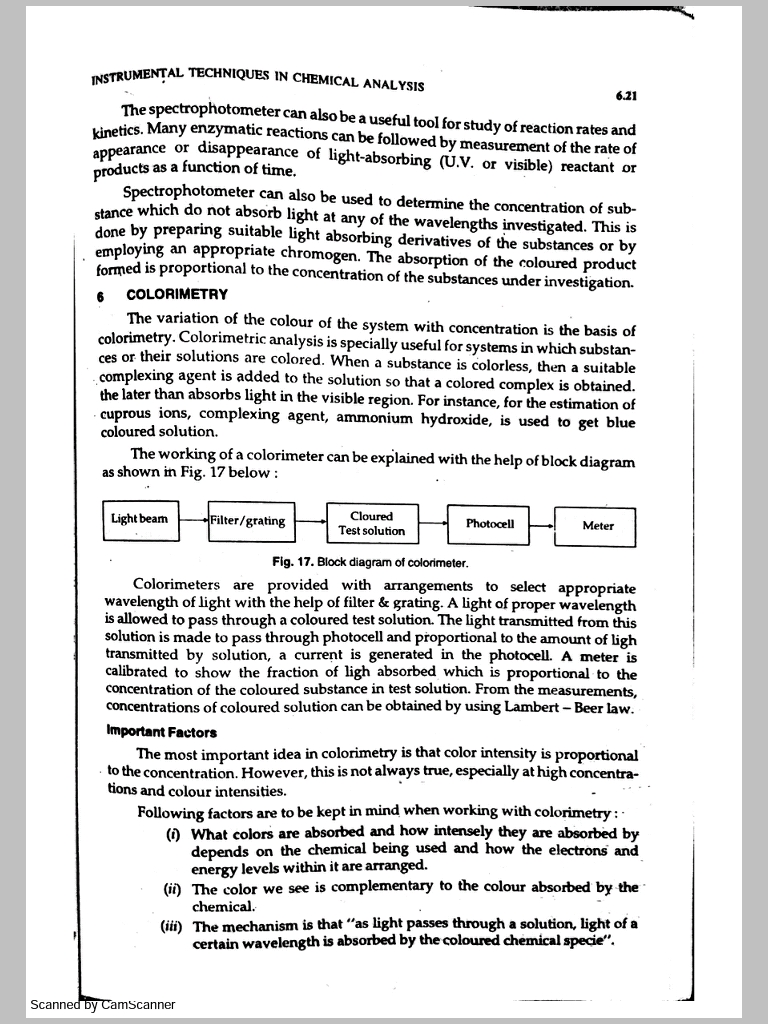 INSTRUMENTAL TECHNIQUES IN CHEMICAL ANALYSIS
6.21
The spectrophotometer can also be a useful tool for study of reaction rates and
kinetics. Many enzymatic reactions can be followed by measurement of the rate of
appearance or disappearance of light-absorbing (U.V. or visible) reactant or
products as a function of time.
Spectrophotometer can also be used to determine the concentration of sub-
stance which do not absorb light at any of the wavelengths investigated. This is
done by preparing suitable light absorbing derivatives of the substances or by
employing an appropriate chromogen. The absorption of the coloured product
formed is proportional to the concentration of the substances under investigation.
6 COLORIMETRY
The variation of the colour of the system with concentration is the basis of
colorimetry. Colorimetric analysis is specially useful for systems in which substan-
ces or their solutions are colored. When a substance is colorless, then a suitable
complexing agent is added to the solution so that a colored complex is obtained.
the later than absorbs light in the visible region. For instance, for the estimation of
cuprous ions, complexing agent, ammonium hydroxide, is used to get blue
coloured solution.
The working of a colorimeter can be explained with the help of block diagram
as shown in Fig. 17 below :
Light beam
Filter/grating
Cloured
Test solution
Photocell
Meter
Fig. 17. Block diagram of colorimeter.
Colorimeters are provided with arrangements to select appropriate
wavelength of light with the help of filter & grating. A light of proper wavelength
is allowed to pass through a coloured test solution. The light transmitted from this
solution is made to pass through photocell and proportional to the amount of ligh
transmitted by solution, a current is generated in the photocell. A meter is
calibrated to show the fraction of ligh absorbed which is proportional to the
concentration of the coloured substance in test solution. From the measurements,
concentrations of coloured solution can be obtained by using Lambert – Beer law.
Important Factors
The most important idea in colorimetry is that color intensity is proportional
to the concentration. However, this is not always true, especially at high concentra-
tions and colour intensities.
Following factors are to be kept in mind when working with colorimetry :
(i) What colors are absorbed and how intensely they are absorbed by
depends on the chemical being used and how the electrons and
energy levels within it are arranged.
(ii) The color we see is complementary to the colour absorbed by the
chemical.
(iii) The mechanism is that "as light passes through a solution, light of a
certain wavelength is absorbed by the coloured chemical specie".
Scanned by CamScanner